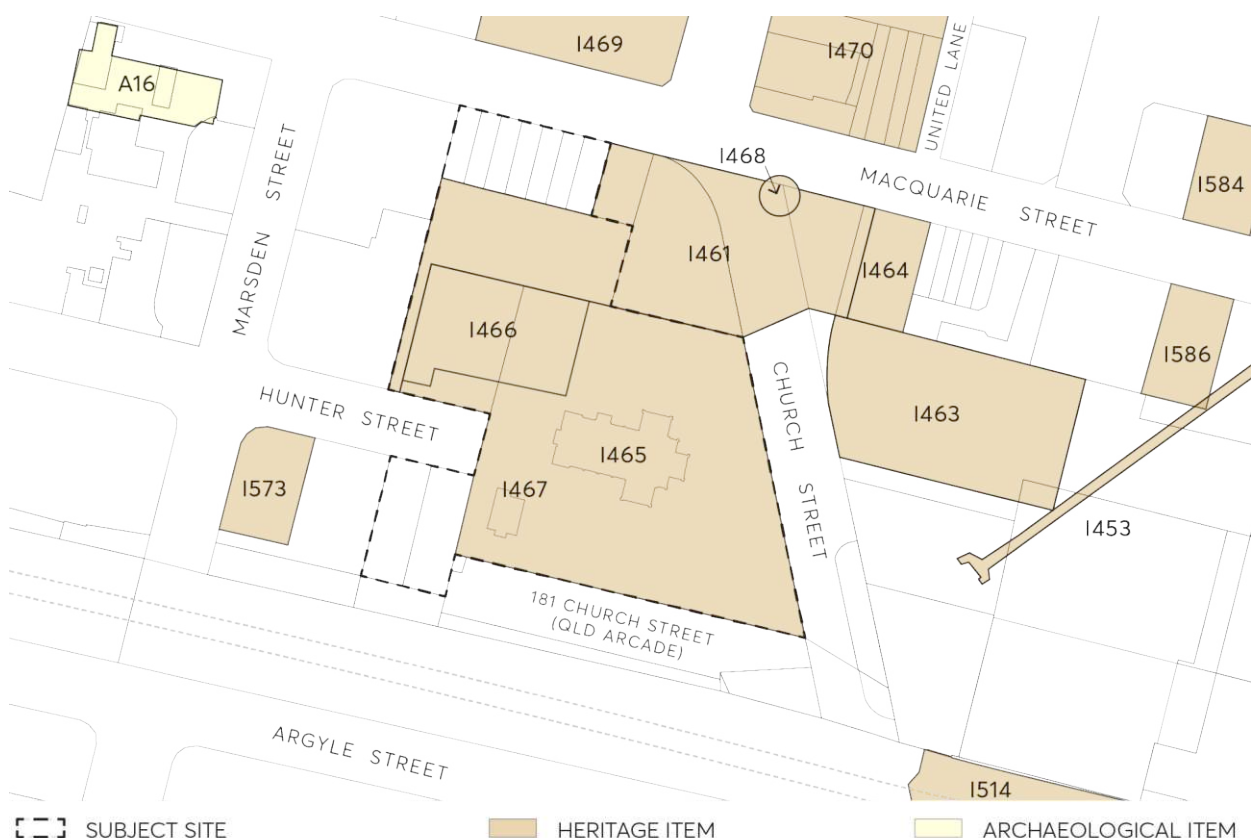 I469
I470
UNITED LANE
A16
I468
MACQUARIE STREET
I584
MARSDEN STREET
I461
I464
I466
I586
CHURCH STREET
HUNTER STREET
I463
I465
I467
I573
I453
181 CHURCH STREET
(QLD ARCADE)
ARGYLE STREET
I514
SUBJECT SITE
HERITAGE ITEM
ARCHAEOLOGICAL ITEM